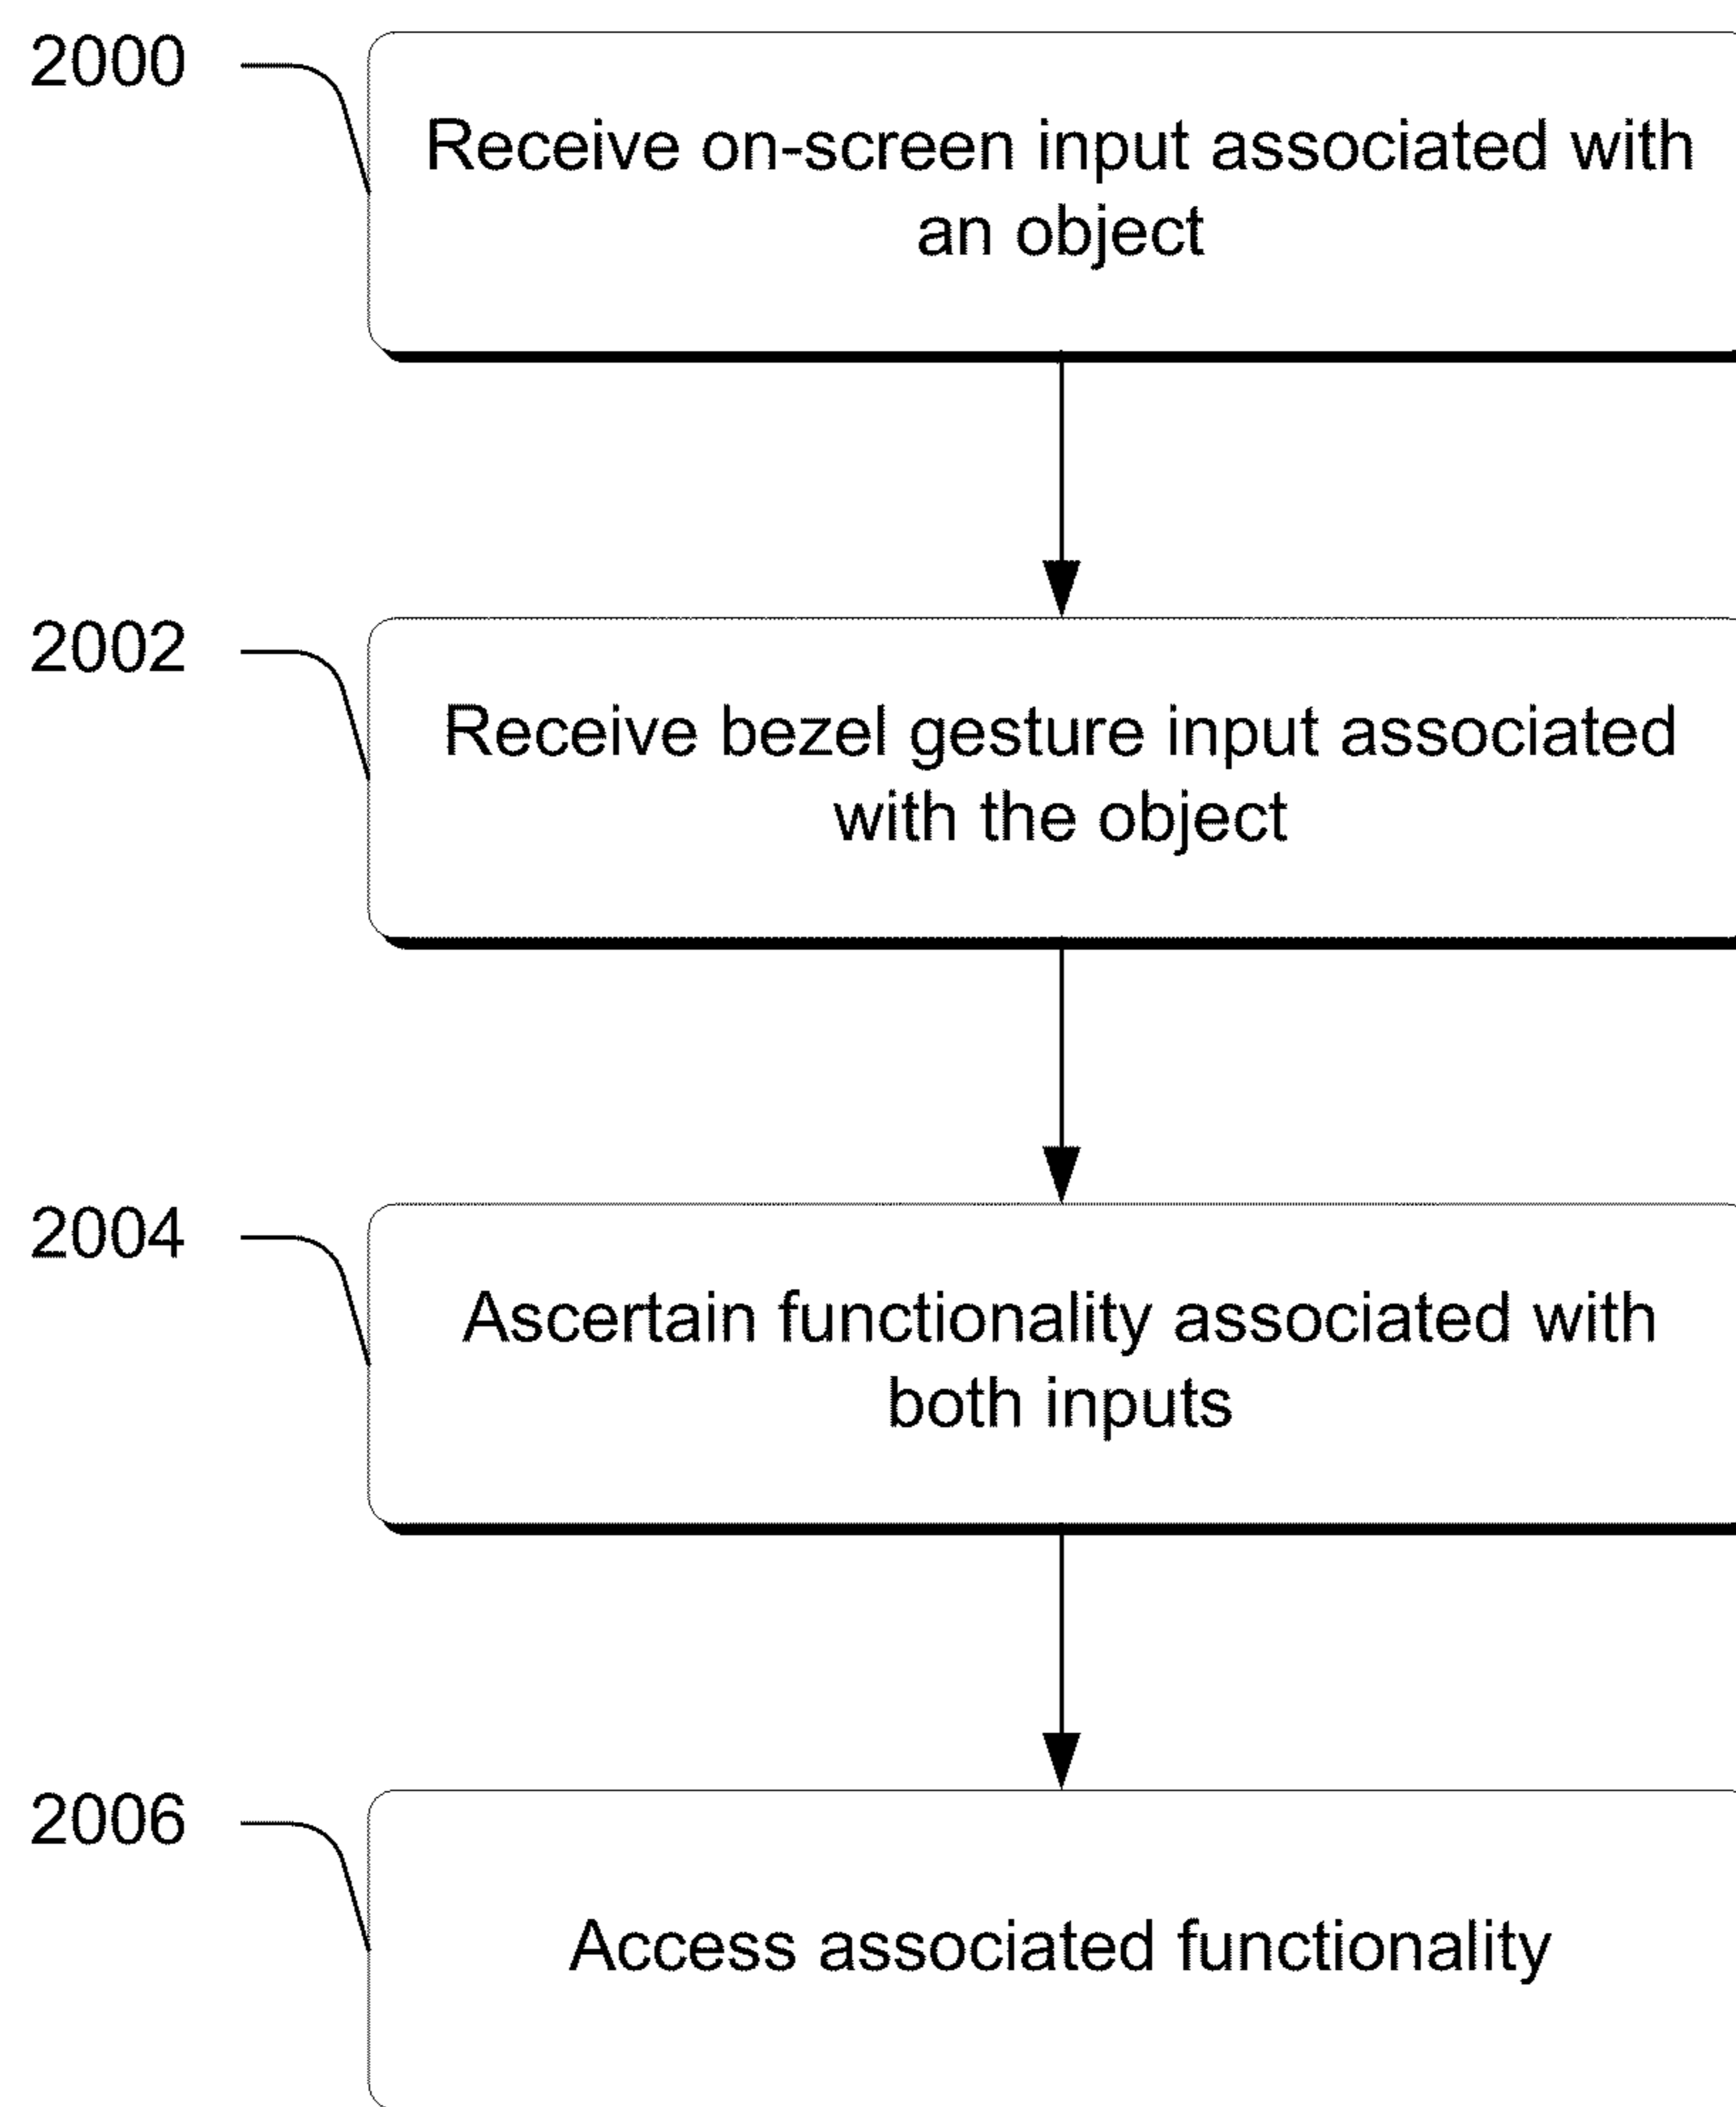 2000
Receive on-screen input associated with
an object
2002
Receive bezel gesture input associated
with the object
2004
Ascertain functionality associated with
both inputs
2006
Access associated functionality